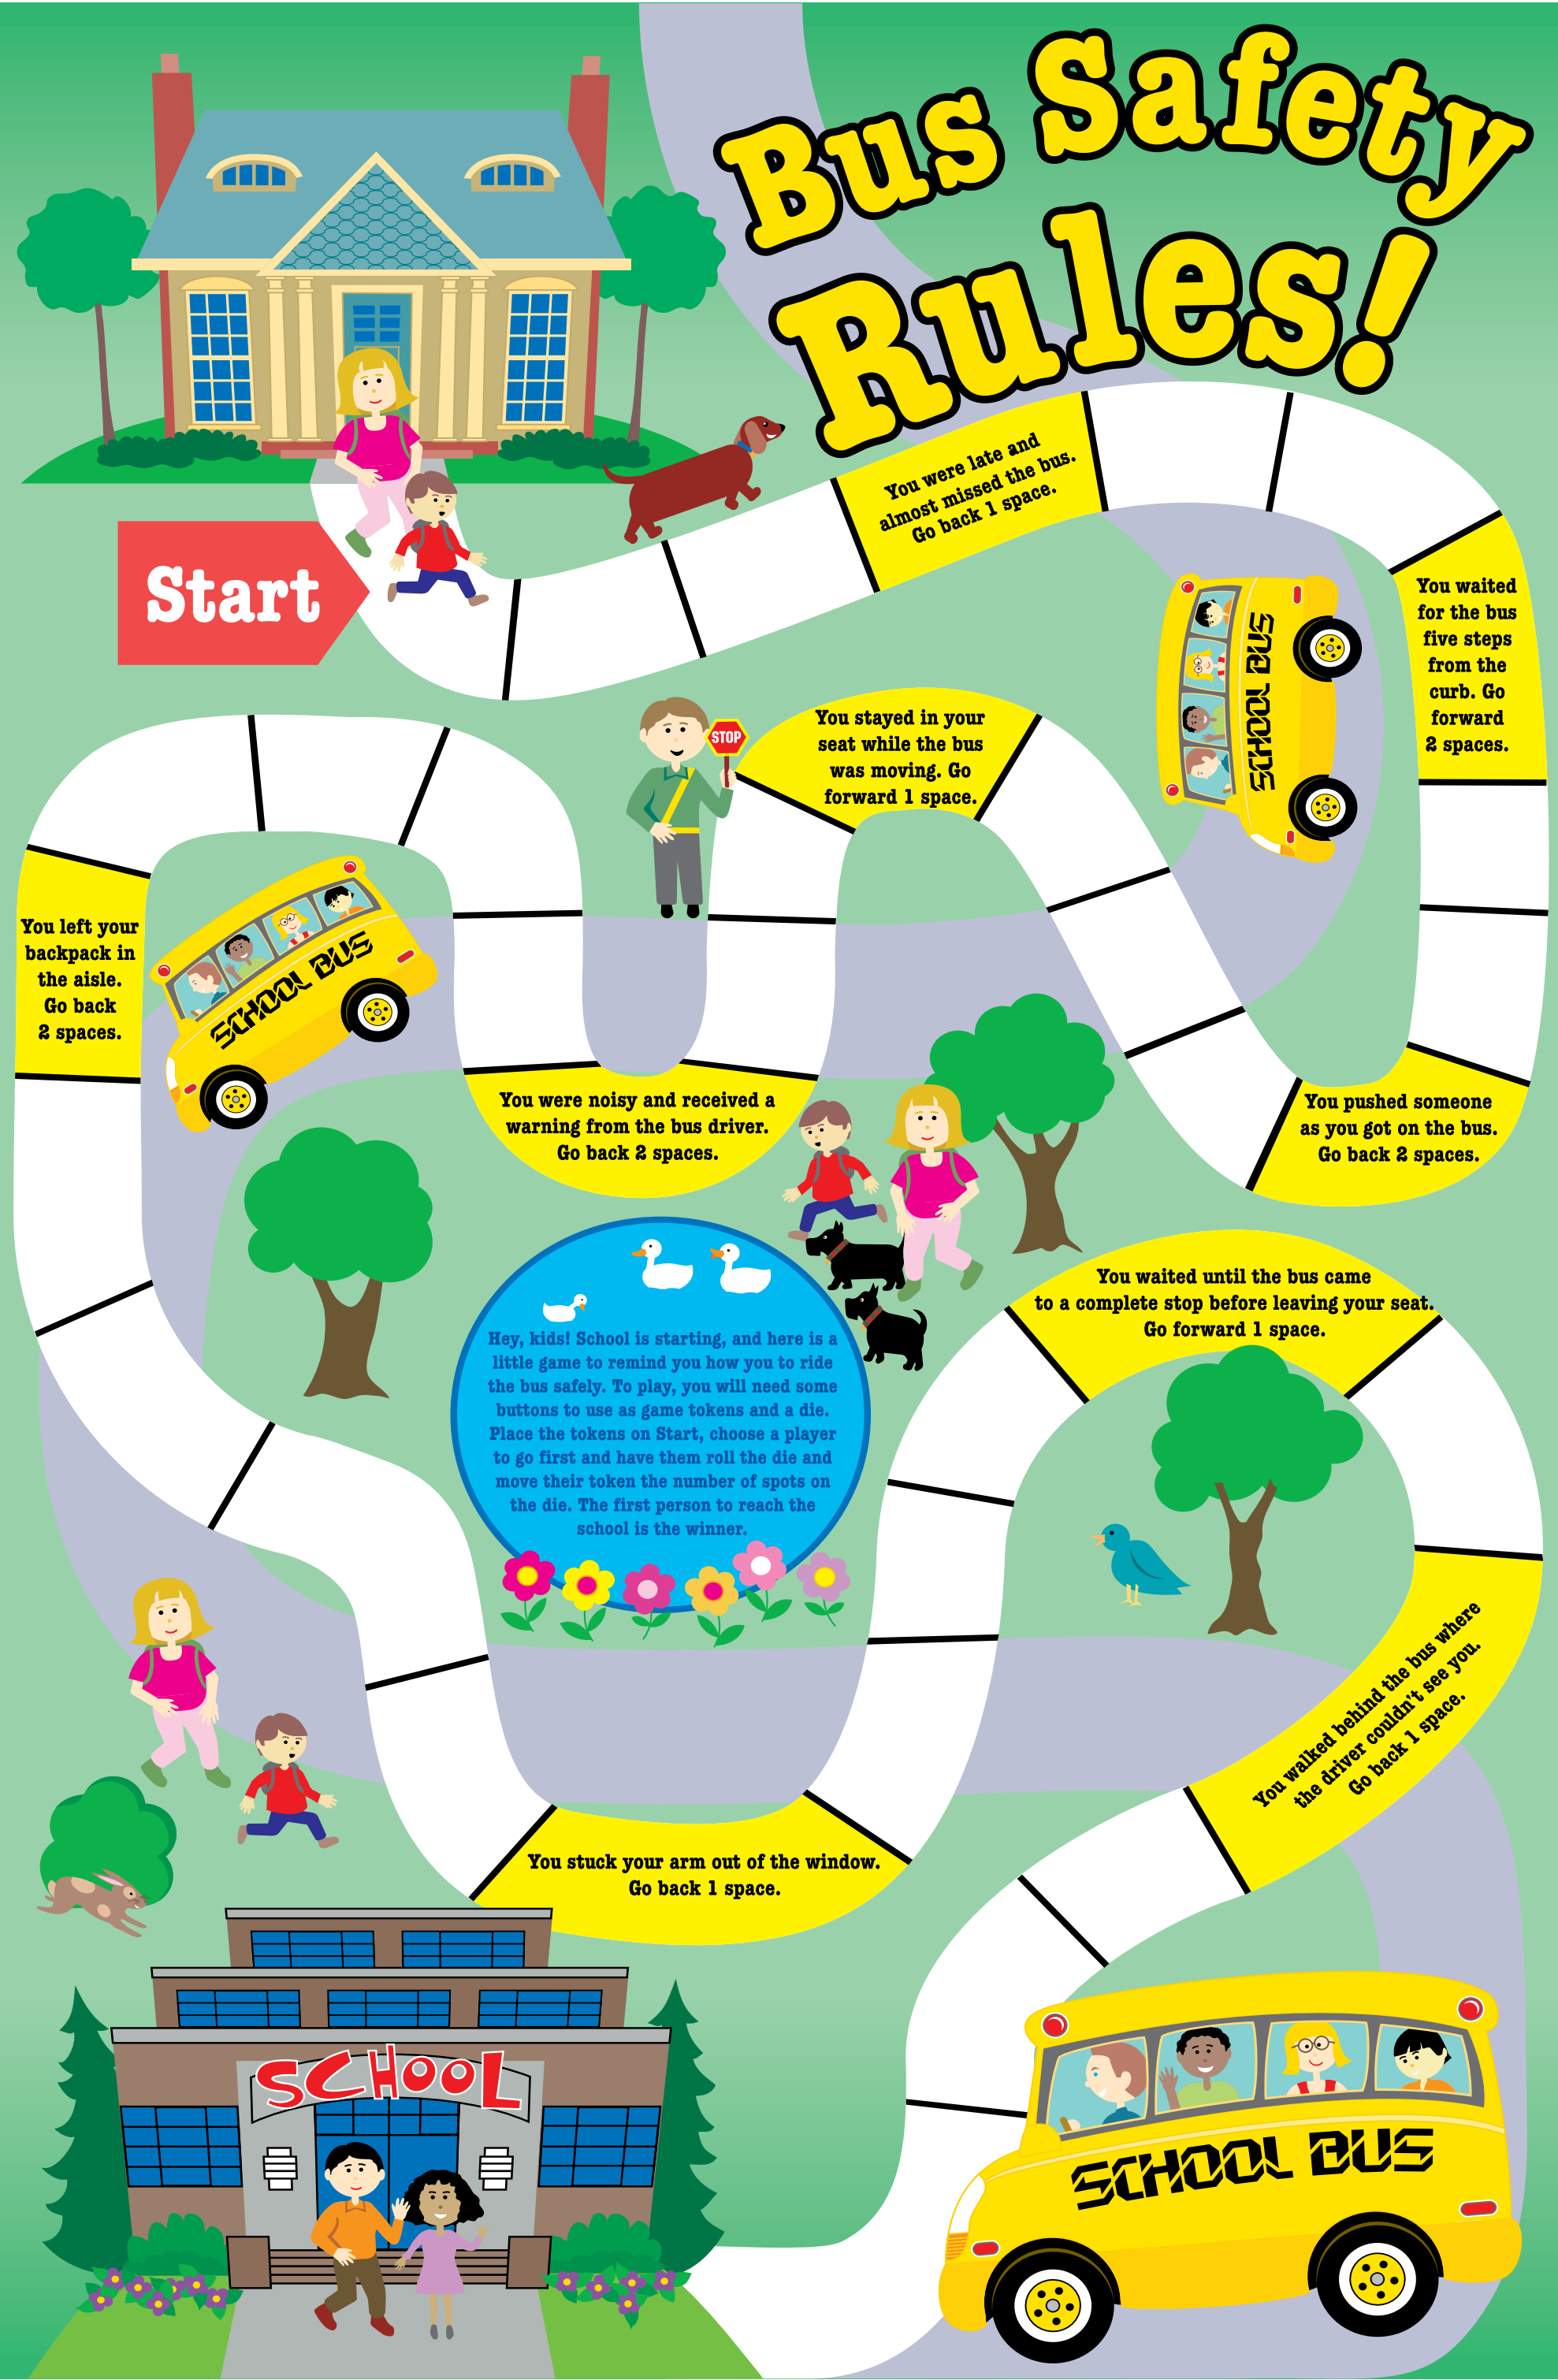 Bus Safety
Rules!
You were late and
almost missed the bus.
Go back 1 space.
Start
You waited
for the bus
five steps
from the
curb. Go
forward
2 spaces.
SCHOOL BUS
STOP
You stayed in your
seat while the bus
was moving. Go
forward 1 space.
You left your
backpack in
the aisle.
Go back
2 spaces.
SCHOOL BUS
You were noisy and received a
warning from the bus driver.
Go back 2 spaces.
You pushed someone
as you got on the bus.
Go back 2 spaces.
You waited until the bus came
to a complete stop before leaving your seat.
Go forward 1 space.
Hey, kids! School is starting, and here is a
little game to remind you how you to ride
the bus safely. To play, you will need some
buttons to use as game tokens and a die.
Place the tokens on Start, choose a player
to go first and have them roll the die and
move their token the number of spots on
the die. The first person to reach the
school is the winner.
You walked behind the bus where
the driver couldn't see you.
Go back 1 space.
You stuck your arm out of the window.
Go back 1 space.
SCHOOL
SCHOOL BUS